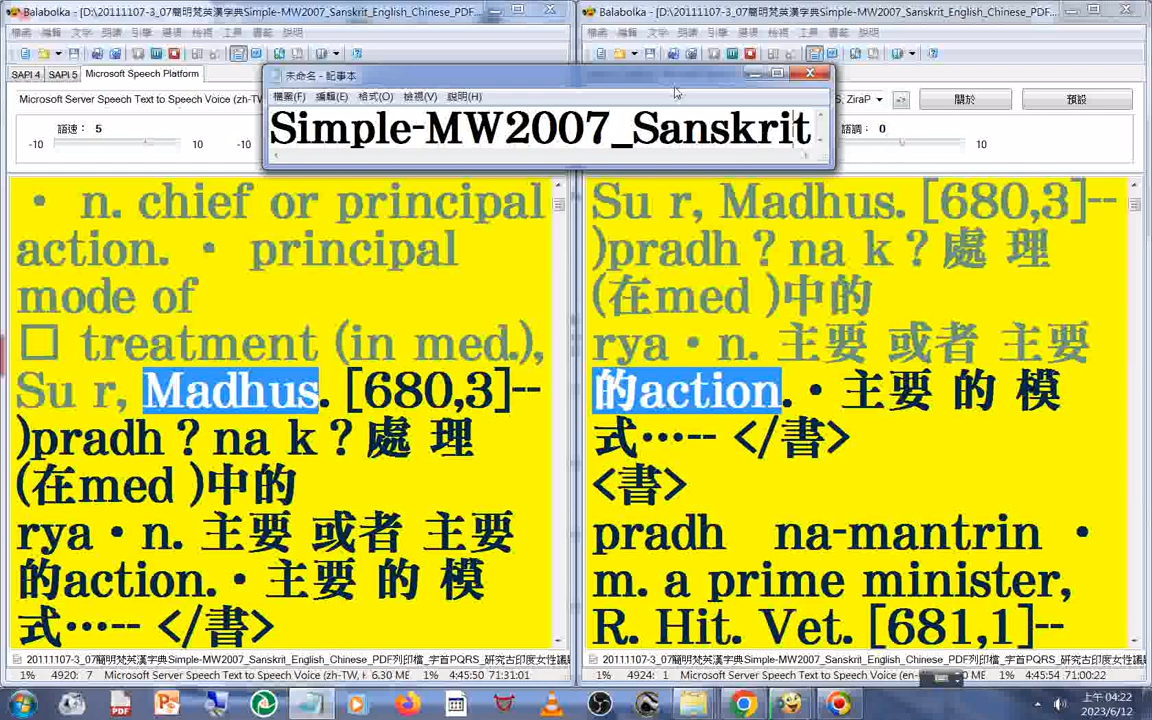 Balabolka - [D:\20111107-3_07簡明梵英漢字典Simple-MW2007_Sanskrit_English_Chinese_PDF...
Balabolka - [D:\20111107-3_07簡明梵英漢字典Simple-MW2007_Sanskrit_English_Chinese_PDF...
SAPI 4 SAPI 5 Microsoft Speech Platform
未命名 - 記事本
檔案(F) 編輯(E) 格式(O) 檢視(V) 說明(H)
Simple-MW2007_Sanskrit
Microsoft Server Speech Text to Speech Voice (zh-TW,
, ZiraP
關於
預設
語速： 5
語調： 0
-10 10 -10
10
• n. chief or principal
action. • principal
mode of
□ treatment (in med.),
Su r, Madhus. [680,3]--
)pradh？na k？處 理
(在med )中的
rya•n. 主要 或者 主要
的action.•主要 的 模
式…-- </書>
Su r, Madhus. [680,3]--
)pradh？na k？處 理
(在med )中的
rya•n. 主要 或者 主要
的action.•主要 的 模
式…-- </書>
<書>
pradh na-mantrin •
m. a prime minister,
R. Hit. Vet. [681,1]--
20111107-3_07簡明梵英漢字典Simple-MW2007_Sanskrit_English_Chinese_PDF列印檔_字首PQRS_研究古印度女性議
20111107-3_07簡明梵英漢字典Simple-MW2007_Sanskrit_English_Chinese_PDF列印檔_字首PQRS_研究古印度女性議
1% 4920: 7 Microsoft Server Speech Text to Speech Voice (zh-TW, H 6.30 ME 1% 4:45:50 71:31:01
1% 4924: 1 Microsoft Server Speech Text to Speech Voice 1% 4:45:55 71:00:22
上午 04:22
2023/6/12